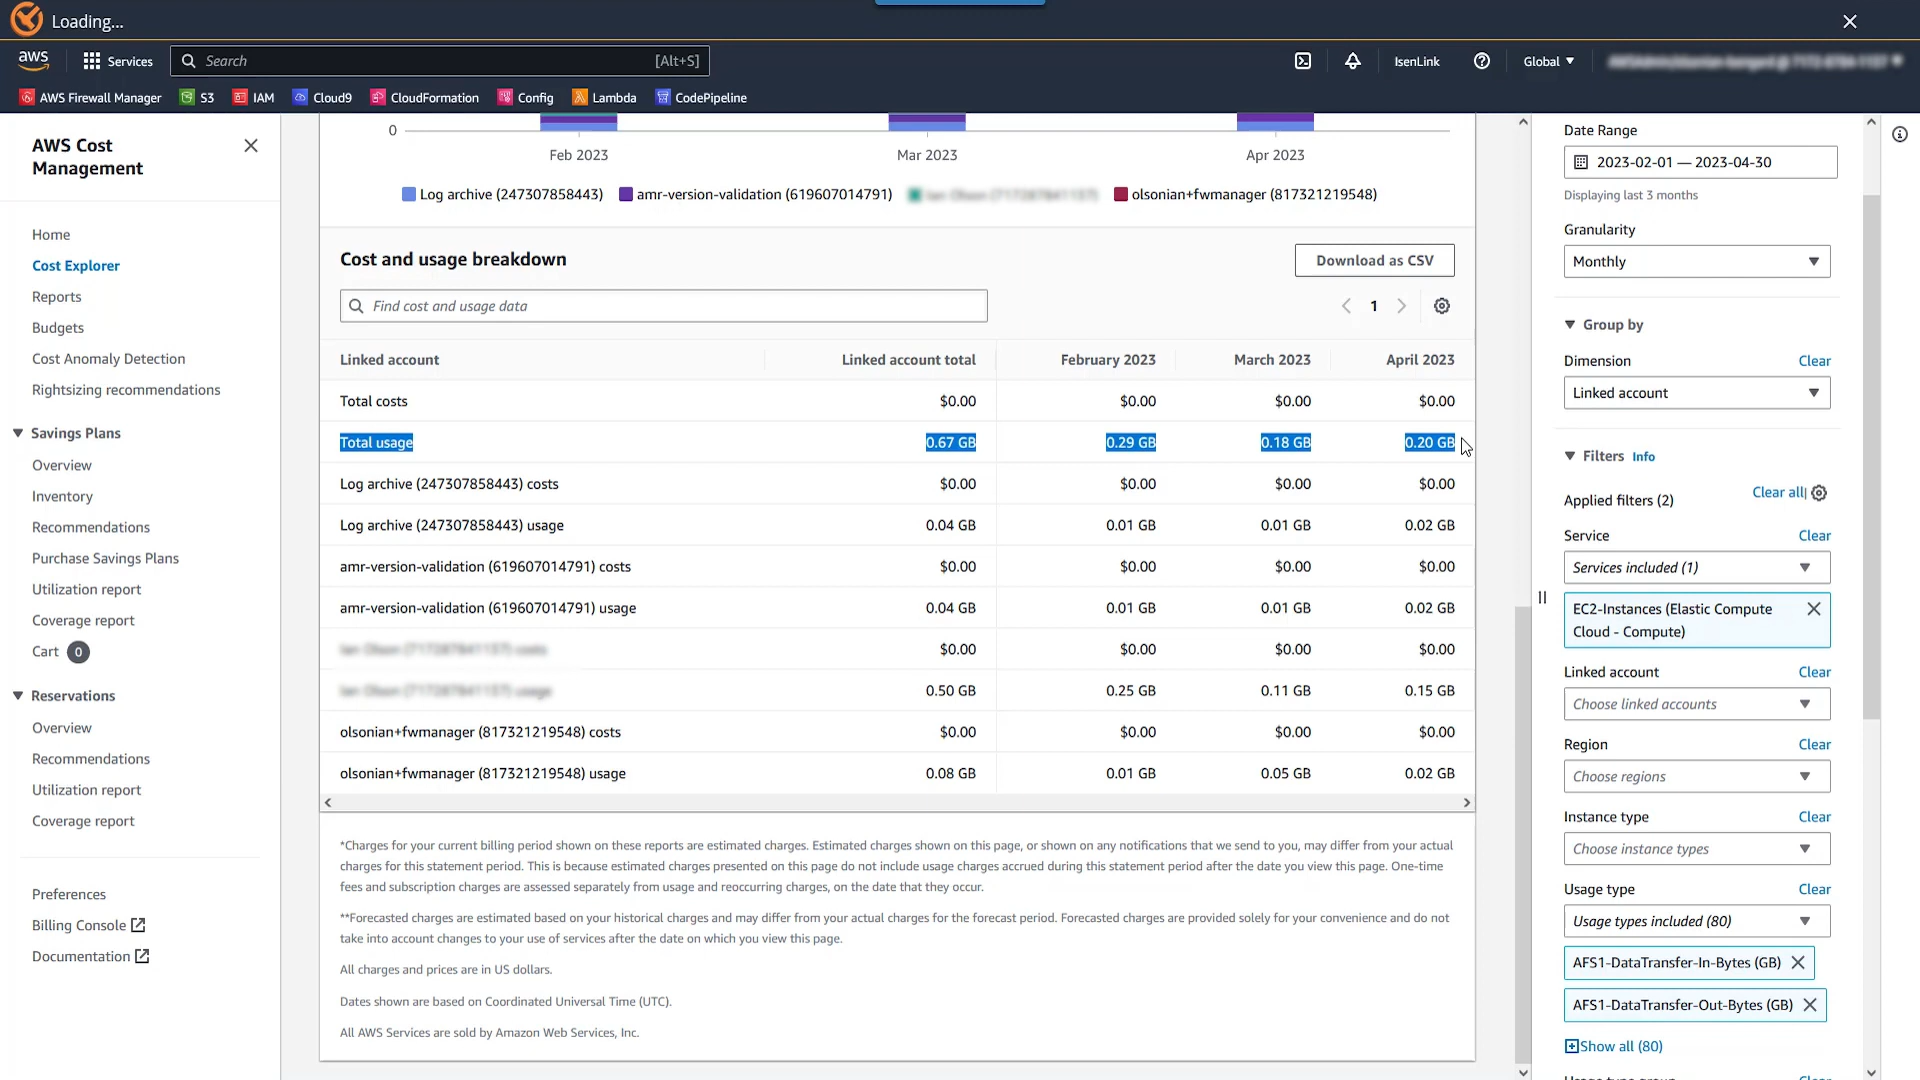 Loading...
aws Services Search [Alt+S] IsenLink Global
AWS Firewall Manager S3 IAM Cloud9 CloudFormation Config Lambda CodePipeline
AWS Cost
Management
Home
Cost Explorer
Reports
Budgets
Cost Anomaly Detection
Rightsizing recommendations
Savings Plans
Overview
Inventory
Recommendations
Purchase Savings Plans
Utilization report
Coverage report
Cart 0
Reservations
Overview
Recommendations
Utilization report
Coverage report
Preferences
Billing Console
Documentation
0
Feb 2023 Mar 2023 Apr 2023
Log archive (247307858443) amr-version-validation (619607014791) olsonian+fwmanager (817321219548)
Cost and usage breakdown
Download as CSV
Find cost and usage data
1
Linked account Linked account total February 2023 March 2023 April 2023
Total costs $0.00 $0.00 $0.00 $0.00
Total usage 0.67 GB 0.29 GB 0.18 GB 0.20 GB
Log archive (247307858443) costs $0.00 $0.00 $0.00 $0.00
Log archive (247307858443) usage 0.04 GB 0.01 GB 0.01 GB 0.02 GB
amr-version-validation (619607014791) costs $0.00 $0.00 $0.00 $0.00
amr-version-validation (619607014791) usage 0.04 GB 0.01 GB 0.01 GB 0.02 GB
$0.00 $0.00 $0.00 $0.00
0.50 GB 0.25 GB 0.11 GB 0.15 GB
olsonian+fwmanager (817321219548) costs $0.00 $0.00 $0.00 $0.00
olsonian+fwmanager (817321219548) usage 0.08 GB 0.01 GB 0.05 GB 0.02 GB
*Charges for your current billing period shown on these reports are estimated charges. Estimated charges shown on this page, or shown on any notifications that we send to you, may differ from your actual
charges for this statement period. This is because estimated charges presented on this page do not include usage charges accrued during this statement period after the date you view this page. One-time
fees and subscription charges are assessed separately from usage and reoccurring charges, on the date that they occur.
**Forecasted charges are estimated based on your historical charges and may differ from your actual charges for the forecast period. Forecasted charges are provided solely for your convenience and do not
take into account changes to your use of services after the date on which you view this page.
All charges and prices are in US dollars.
Dates shown are based on Coordinated Universal Time (UTC).
All AWS Services are sold by Amazon Web Services, Inc.
Date Range
2023-02-01 — 2023-04-30
Displaying last 3 months
Granularity
Monthly
Group by
Dimension Clear
Linked account
Filters Info
Applied filters (2) Clear all
Service Clear
Services included (1)
EC2-Instances (Elastic Compute
Cloud - Compute)
Linked account Clear
Choose linked accounts
Region Clear
Choose regions
Instance type Clear
Choose instance types
Usage type Clear
Usage types included (80)
AFS1-DataTransfer-In-Bytes (GB)
AFS1-DataTransfer-Out-Bytes (GB)
Show all (80)